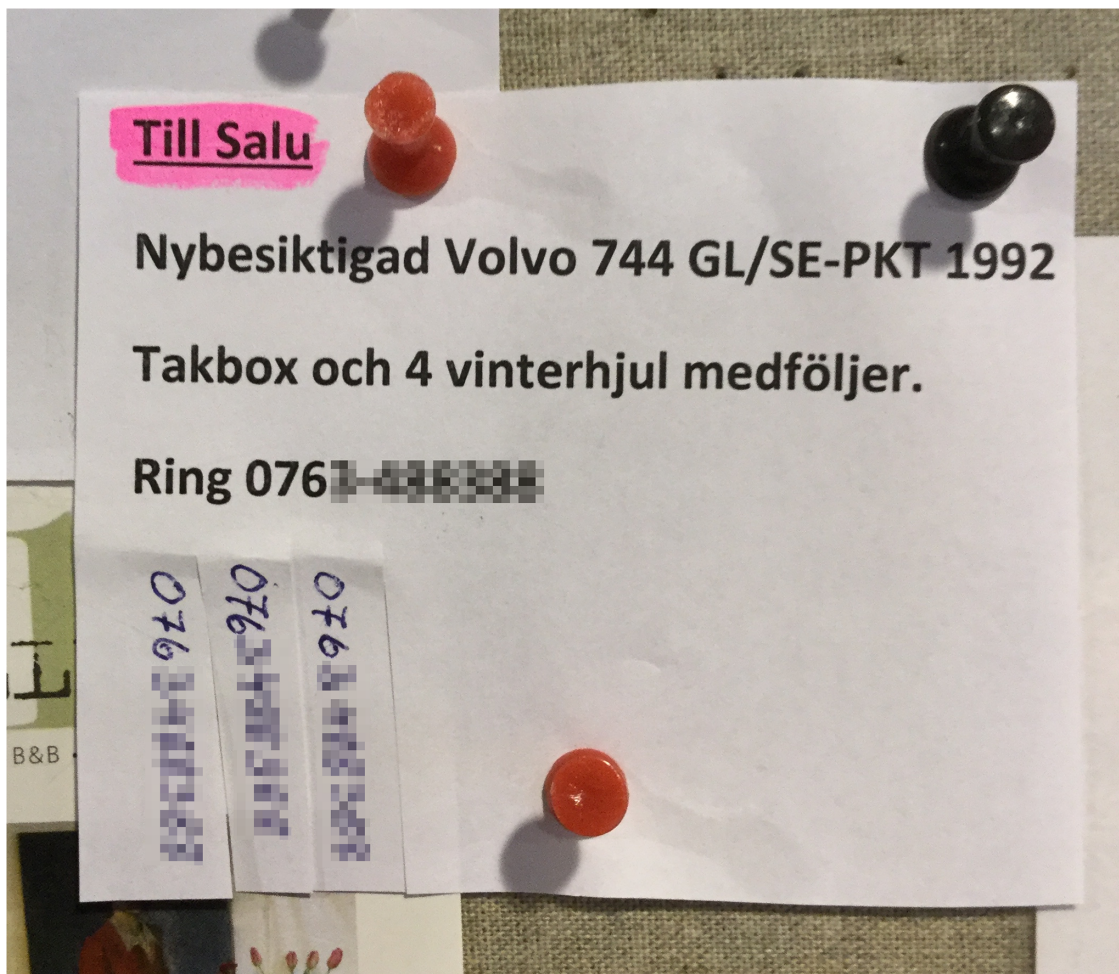 Till Salu
Nybesiktigad Volvo 744 GL/SE-PKT 1992
Takbox och 4 vinterhjul medföljer.
Ring 076
076
076
076
B&B